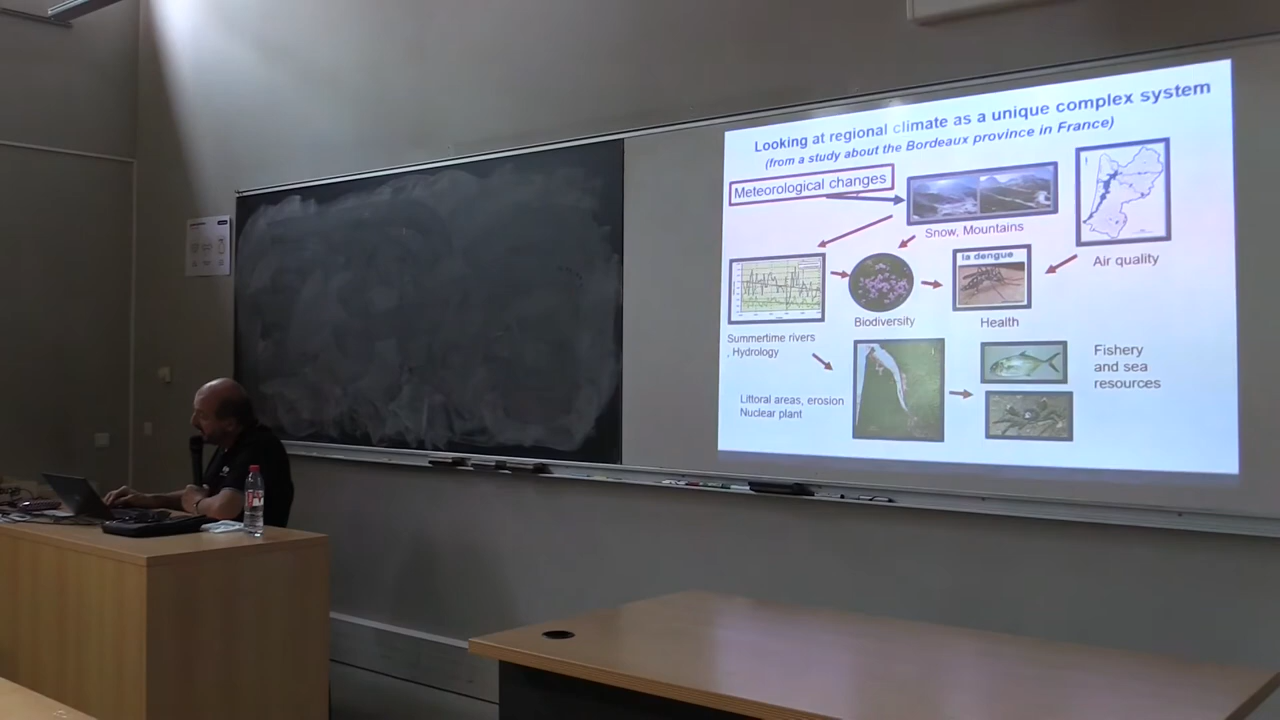 Looking at regional climate as a unique complex system
(from a study about the Bordeaux province in France)
Meteorological changes
Snow, Mountains
Air quality
la dengue
Biodiversity
Health
Summertime rivers
, Hydrology
Littoral areas, erosion
Nuclear plant
Fishery
and sea
resources